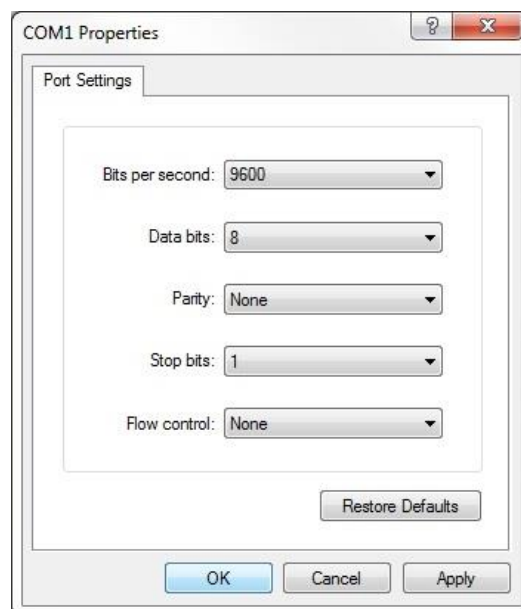 COM1 Properties
Port Settings
Bits per second: 9600
Data bits: 8
Parity: None
Stop bits: 1
Flow control: None
Restore Defaults
OK Cancel Apply